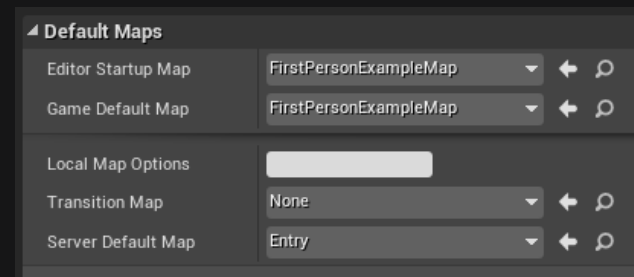 Default Maps
Editor Startup Map FirstPersonExampleMap
Game Default Map FirstPersonExampleMap
Local Map Options
Transition Map None
Server Default Map Entry